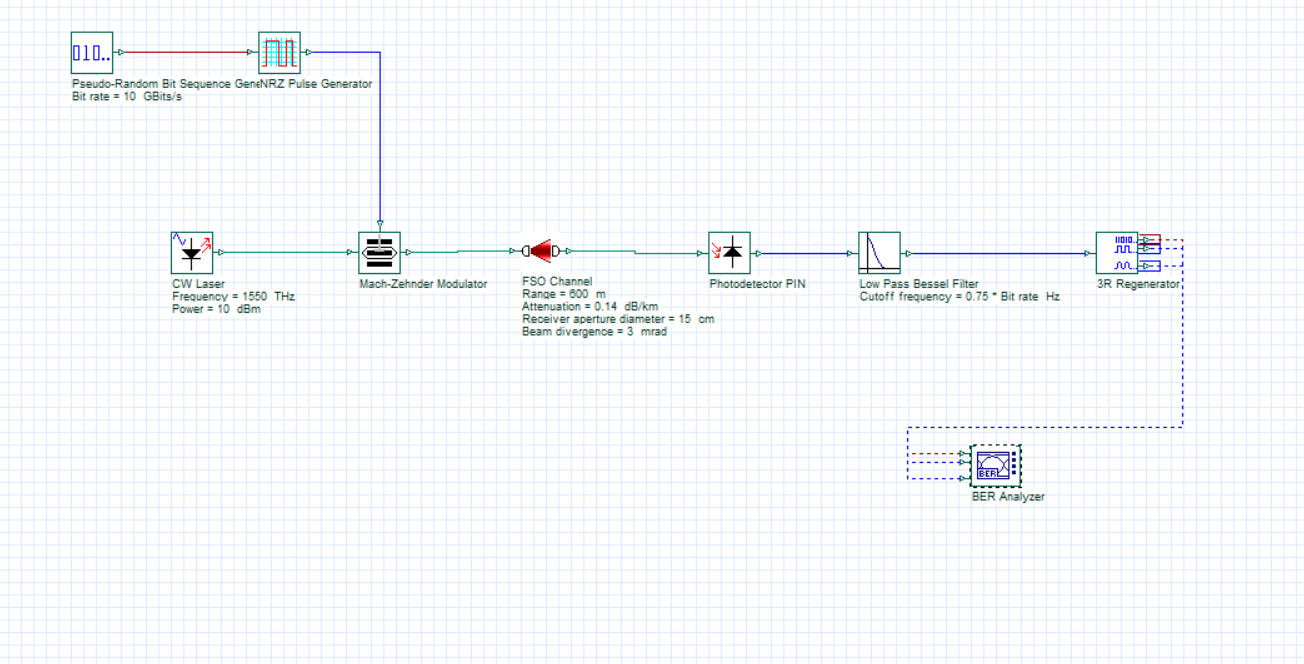 010..
Pseudo-Random Bit Sequence Gene
NRZ Pulse Generator
Bit rate = 10 GBits/s
CW Laser
Frequency = 1550 THz
Power = 10 dBm
Mach-Zehnder Modulator
FSO Channel
Range = 600 m
Attenuation = 0.14 dB/km
Receiver aperture diameter = 15 cm
Beam divergence = 3 mrad
Photodetector PIN
Low Pass Bessel Filter
Cutoff frequency = 0.75 * Bit rate Hz
3R Regenerator
BER
BER Analyzer